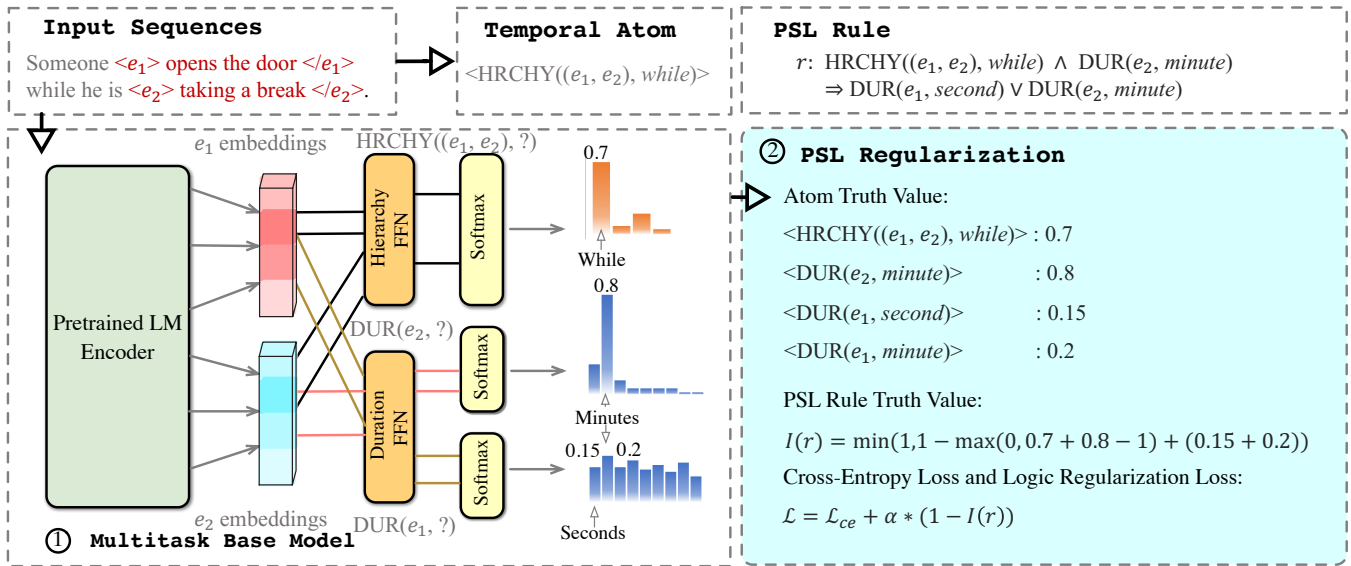 Input Sequences
Someone <e₁> opens the door </e₁>
while he is <e₂> taking a break </e₂>.
Temporal Atom
<HRCHY((e₁, e₂), while)>
PSL Rule
r: HRCHY((e₁, e₂), while) ∧ DUR(e₂, minute)
⇒ DUR(e₁, second) ∨ DUR(e₂, minute)
e₁ embeddings
HRCHY((e₁, e₂), ?)
Pretrained LM
Encoder
Hierarchy
FFN
Softmax
0.7
While
DUR(e₂, ?)
Duration
FFN
Softmax
0.8
Minutes
Softmax
0.15
0.2
Seconds
e₂ embeddings
DUR(e₁, ?)
① Multitask Base Model
② PSL Regularization
Atom Truth Value:
<HRCHY((e₁, e₂), while)> : 0.7
<DUR(e₂, minute)> : 0.8
<DUR(e₁, second)> : 0.15
<DUR(e₁, minute)> : 0.2
PSL Rule Truth Value:
I(r) = min(1,1 − max(0,0.7 + 0.8 − 1) + (0.15 + 0.2))
Cross-Entropy Loss and Logic Regularization Loss:
ℒ = ℒce + α ∗ (1 − I(r))